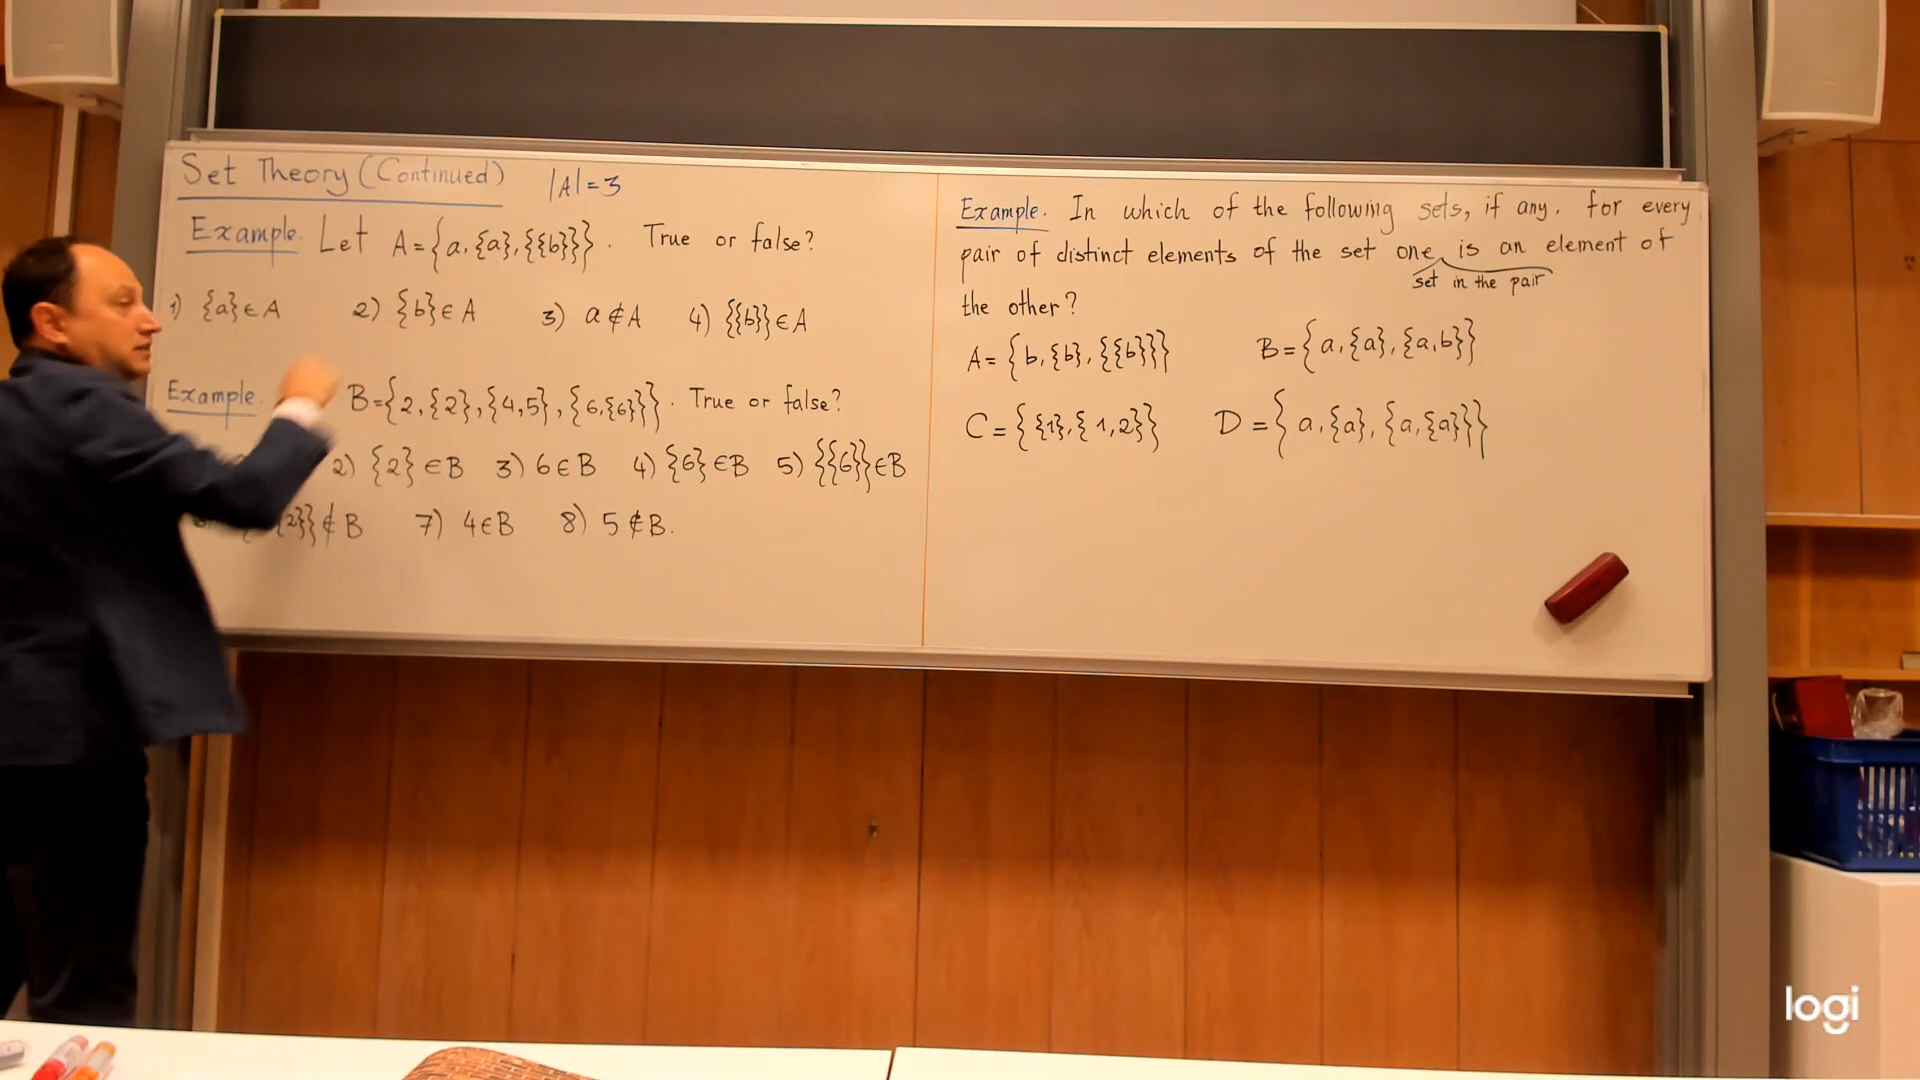 Set Theory (Continued) |A| = 3
Example. Let A = {a, {a}, {{b}}}. True or false?
1) {a} ∈ A 2) {b} ∈ A 3) a ∉ A 4) {{b}} ∈ A
Example. B = {2, {2}, {4,5}, {6,{6}}}. True or false?
2) {2} ∈ B 3) 6 ∈ B 4) {6} ∈ B 5) {{6}} ∈ B
2}} ∉ B 7) 4 ∈ B 8) 5 ∉ B.
Example. In which of the following sets, if any, for every
pair of distinct elements of the set one is an element of
set in the pair
the other?
A = {b, {b}, {{b}}} B = {a, {a}, {a,b}}
C = {{1}, {1,2}} D = {a, {a}, {a,{a}}}
logi